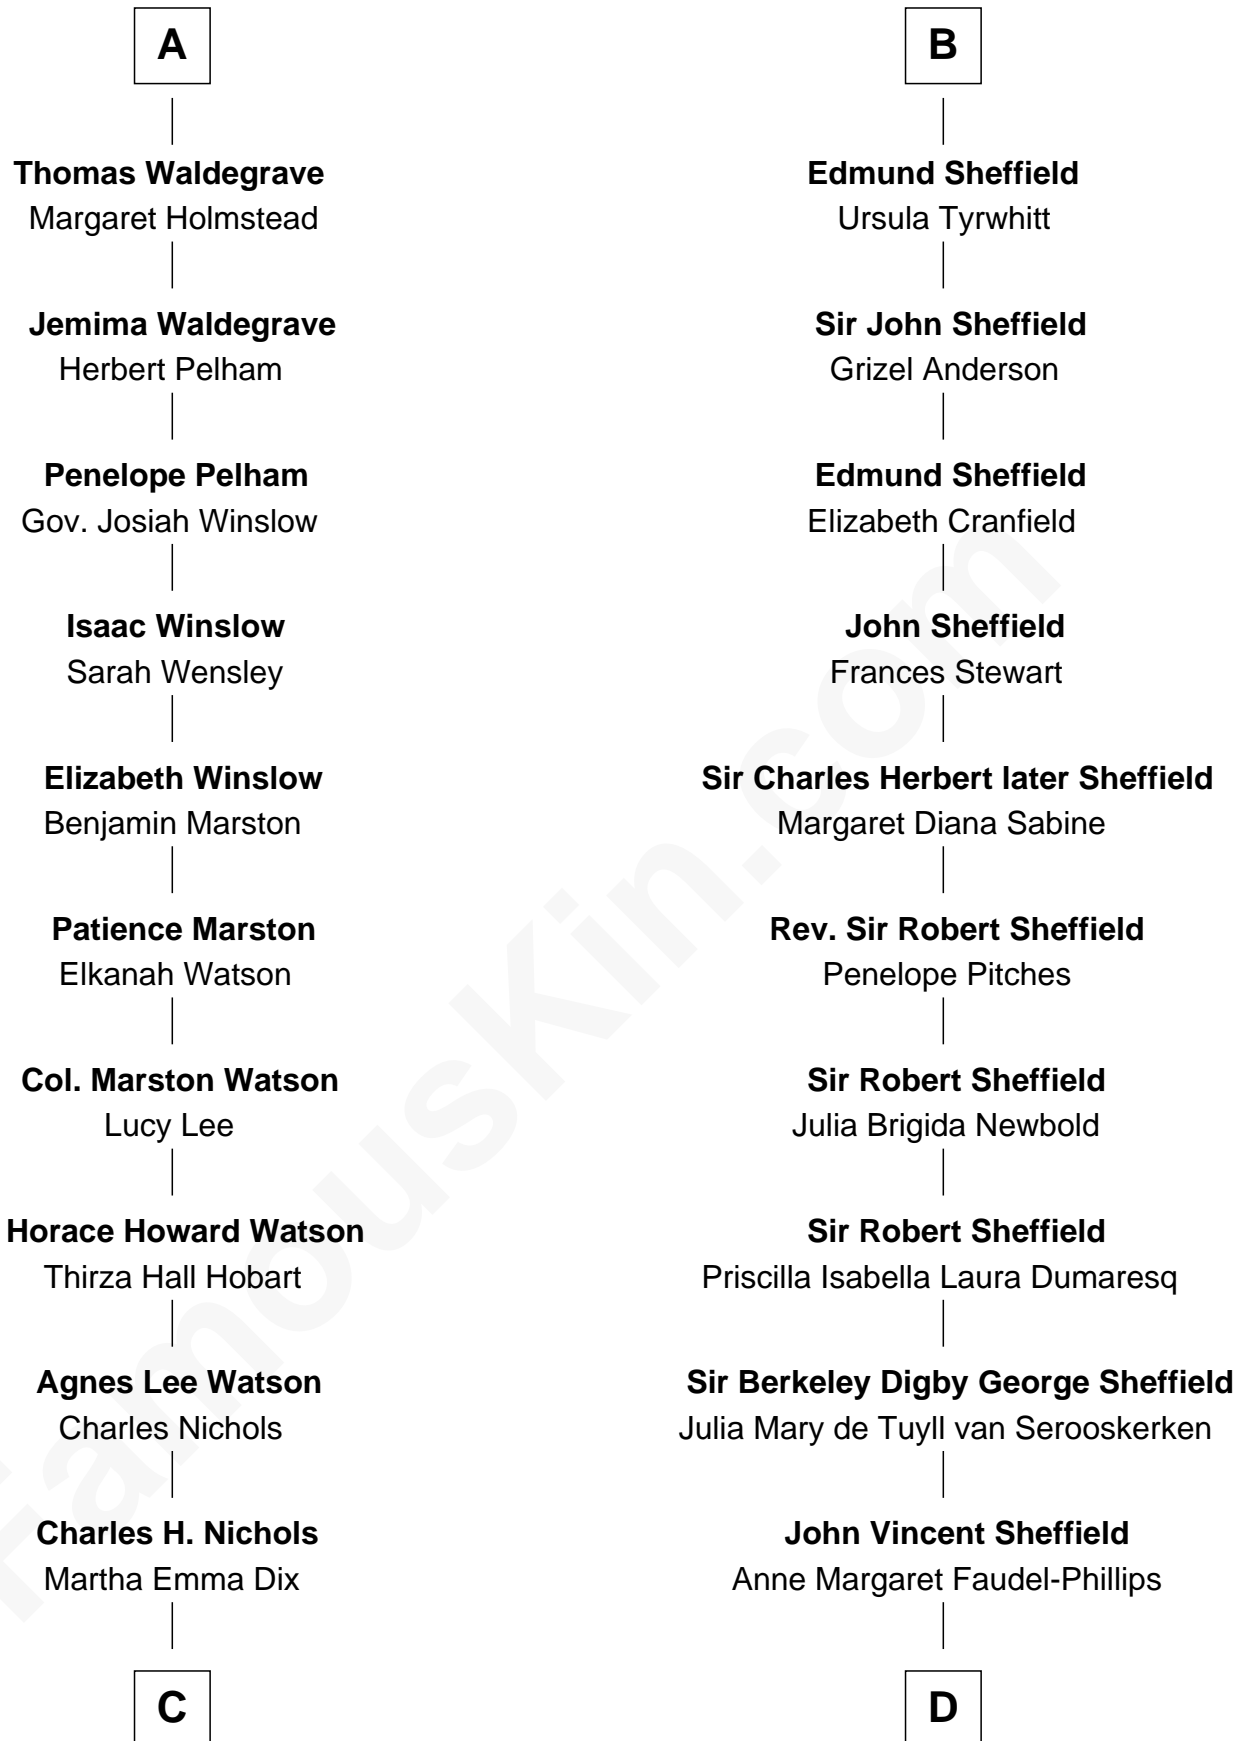 A
Thomas Waldegrave
Margaret Holmstead
Jemima Waldegrave
Herbert Pelham
Penelope Pelham
Gov. Josiah Winslow
Isaac Winslow
Sarah Wensley
Elizabeth Winslow
Benjamin Marston
Patience Marston
Elkanah Watson
Col. Marston Watson
Lucy Lee
Horace Howard Watson
Thirza Hall Hobart
Agnes Lee Watson
Charles Nichols
Charles H. Nichols
Martha Emma Dix
C
B
Edmund Sheffield
Ursula Tyrwhitt
Sir John Sheffield
Grizel Anderson
Edmund Sheffield
Elizabeth Cranfield
John Sheffield
Frances Stewart
Sir Charles Herbert later Sheffield
Margaret Diana Sabine
Rev. Sir Robert Sheffield
Penelope Pitches
Sir Robert Sheffield
Julia Brigida Newbold
Sir Robert Sheffield
Priscilla Isabella Laura Dumaresq
Sir Berkeley Digby George Sheffield
Julia Mary de Tuyll van Serooskerken
John Vincent Sheffield
Anne Margaret Faudel-Phillips
D
FamousKin.com